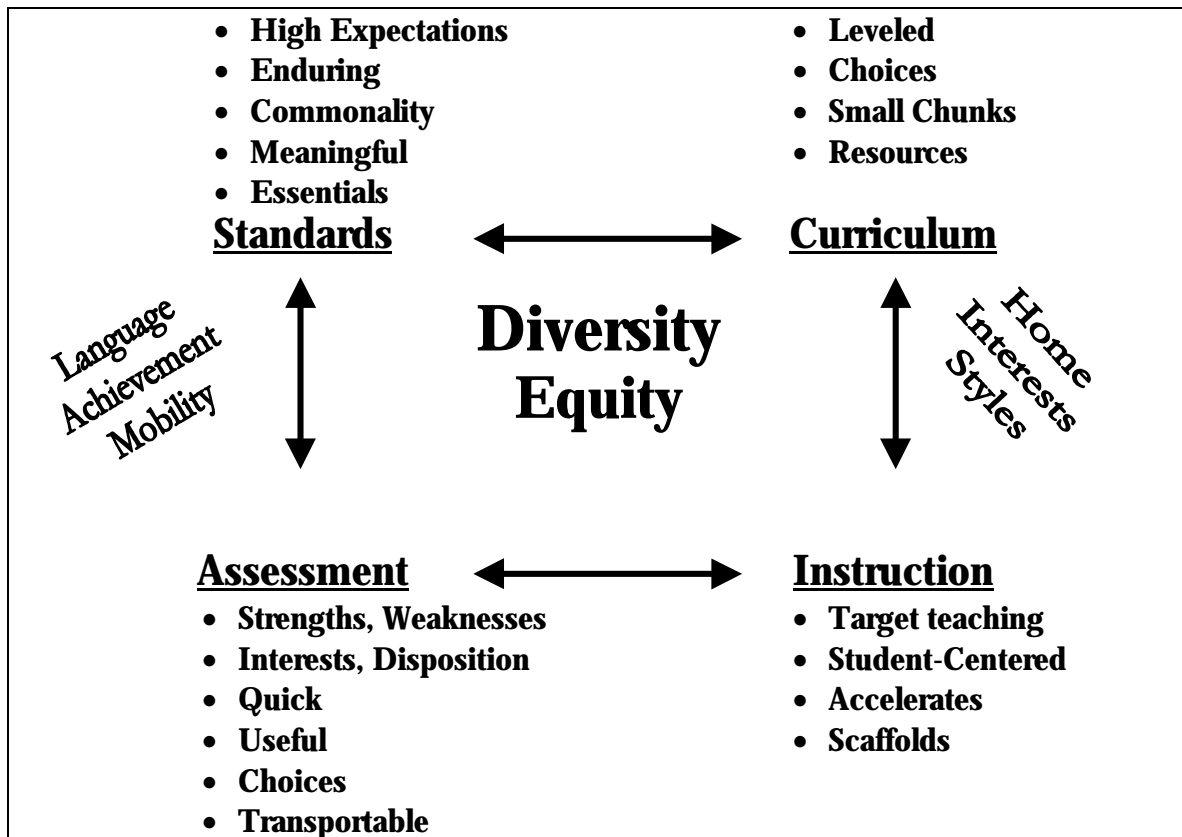 • High Expectations
• Enduring
• Commonality
• Meaningful
• Essentials
Standards
• Leveled
• Choices
• Small Chunks
• Resources
Curriculum
Language
Achievement
Mobility
Diversity
Equity
Home
Interests
Styles
Assessment
• Strengths, Weaknesses
• Interests, Disposition
• Quick
• Useful
• Choices
• Transportable
Instruction
• Target teaching
• Student-Centered
• Accelerates
• Scaffolds